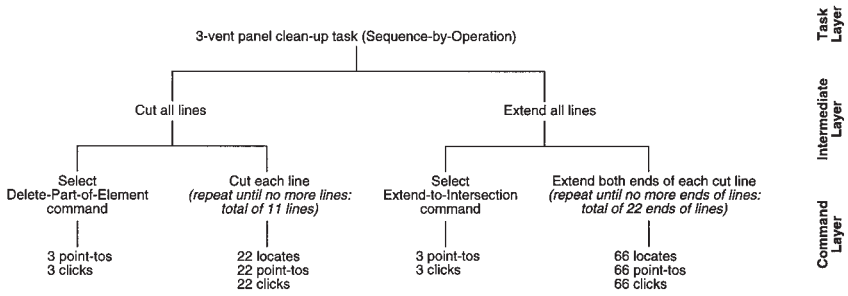 3-vent panel clean-up task (Sequence-by-Operation)
Task
Layer
Cut all lines
Extend all lines
Intermediate
Layer
Select
Delete-Part-of-Element
command
Cut each line
(repeat until no more lines:
total of 11 lines)
Select
Extend-to-Intersection
command
Extend both ends of each cut line
(repeat until no more ends of lines:
total of 22 ends of lines)
Command
Layer
3 point-tos
3 clicks
22 locates
22 point-tos
22 clicks
3 point-tos
3 clicks
66 locates
66 point-tos
66 clicks